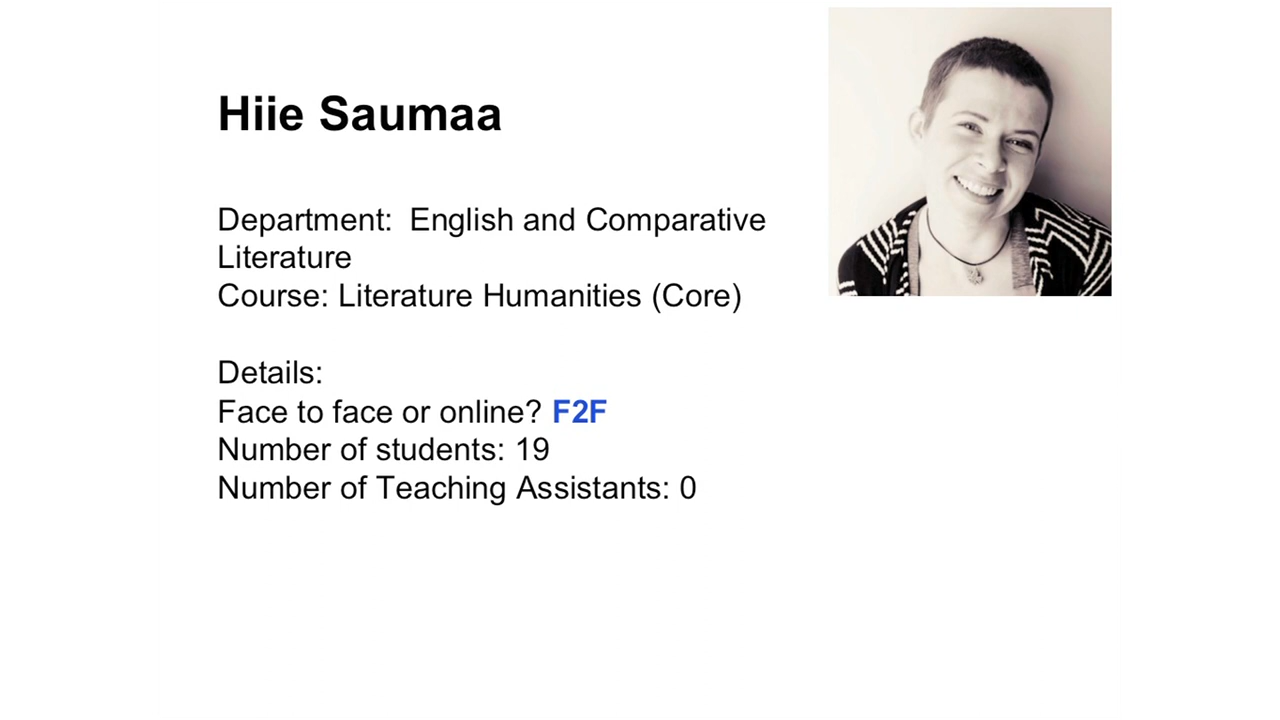 Hiie Saumaa
Department:  English and Comparative
Literature
Course: Literature Humanities (Core)
Details:
Face to face or online? F2F
Number of students: 19
Number of Teaching Assistants: 0